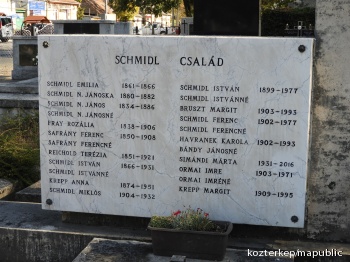 SCHMIDL CSALÁD
SCHMIDL EMILIA 1861-1866
SCHMIDL N. JÁNOSKA 1880-1882
SCHMIDL N. JÁNOS 1854-1886
SCHMIDL N. JÁNOSNÉ
FRAY ROZÁLIA 1838-1906
SAFRÁNY FERENC 1850-1908
SAFRÁNY FERENCNÉ
REICHOLD TERÉZIA 1851-1921
SCHMIDL ISTVÁN 1866-1931
SCHMIDL ISTVÁNNÉ
KREPP ANNA 1874-1951
SCHMIDL MIKLÓS 1904-1932
SCHMIDL ISTVÁN 1899-1977
SCHMIDL ISTVÁNNÉ
BRUSZT MARGIT 1903-1993
SCHMIDL FERENC 1902-1977
SCHMIDL FERENCNÉ
HAVRANEK KAROLA 1902-1993
BÁNDY JÁNOSNÉ
SIMÁNDI MÁRTA 1931-2016
ORMAI IMRE 1903-1971
ORMAI IMRÉNÉ
KREPP MARGIT 1909-1995
kozterkep/mapublic